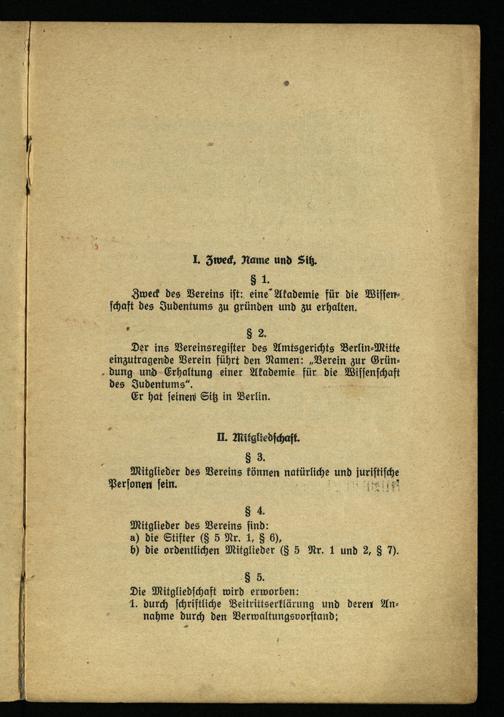 I. Zweck, Name und Sitz.
§ 1.
Zweck des Vereins ist: eine Akademie für die Wissen-
schaft des Judentums zu gründen und zu erhalten.
§ 2.
Der ins Vereinsregister des Amtsgerichts Berlin-Mitte
einzutragende Verein führt den Namen: „Verein zur Grün-
dung und Erhaltung einer Akademie für die Wissenschaft
des Judentums“.
Er hat seinen Sitz in Berlin.
II. Mitgliedschaft.
§ 3.
Mitglieder des Vereins können natürliche und juristische
Personen sein.
§ 4.
Mitglieder des Vereins sind:
a) die Stifter (§ 5 Nr. 1, § 6),
b) die ordentlichen Mitglieder (§ 5 Nr. 1 und 2, § 7).
§ 5.
Die Mitgliedschaft wird erworben:
1. durch schriftliche Beitrittserklärung und deren An-
nahme durch den Verwaltungsvorstand;